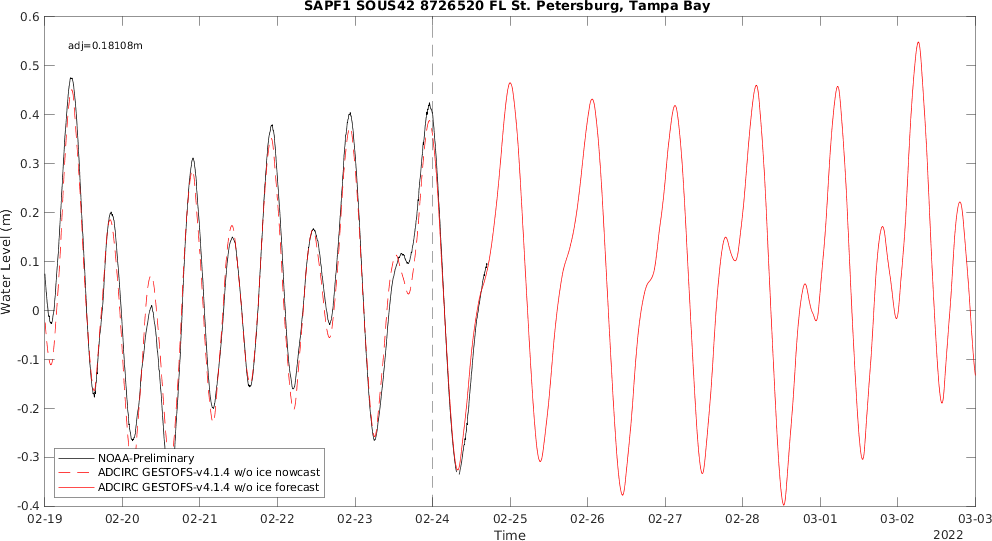 SAPF1 SOUS42 8726520 FL St. Petersburg, Tampa Bay
adj=0.18108m
0.6
0.5
0.4
0.3
0.2
0.1
0
-0.1
-0.2
-0.3
-0.4
Water Level (m)
NOAA-Preliminary
ADCIRC GESTOFS-v4.1.4 w/o ice nowcast
ADCIRC GESTOFS-v4.1.4 w/o ice forecast
02-19 02-20 02-21 02-22 02-23 02-24 02-25 02-26 02-27 02-28 03-01 03-02 03-03
Time
2022